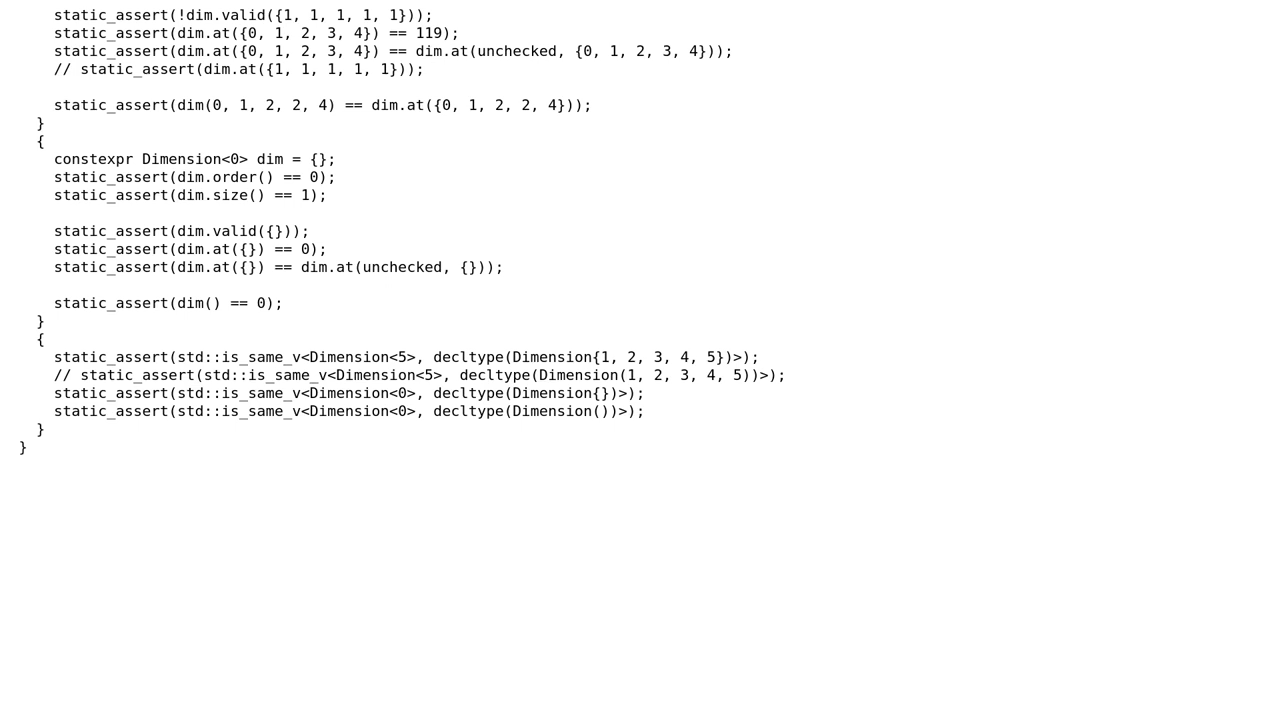 static_assert(!dim.valid({1, 1, 1, 1, 1}));
    static_assert(dim.at({0, 1, 2, 3, 4}) == 119);
    static_assert(dim.at({0, 1, 2, 3, 4}) == dim.at(unchecked, {0, 1, 2, 3, 4}));
    // static_assert(dim.at({1, 1, 1, 1, 1}));

    static_assert(dim(0, 1, 2, 2, 4) == dim.at({0, 1, 2, 2, 4}));
  }
  {
    constexpr Dimension<0> dim = {};
    static_assert(dim.order() == 0);
    static_assert(dim.size() == 1);

    static_assert(dim.valid({}));
    static_assert(dim.at({}) == 0);
    static_assert(dim.at({}) == dim.at(unchecked, {}));

    static_assert(dim() == 0);
  }
  {
    static_assert(std::is_same_v<Dimension<5>, decltype(Dimension{1, 2, 3, 4, 5})>);
    // static_assert(std::is_same_v<Dimension<5>, decltype(Dimension(1, 2, 3, 4, 5))>);
    static_assert(std::is_same_v<Dimension<0>, decltype(Dimension{})>);
    static_assert(std::is_same_v<Dimension<0>, decltype(Dimension())>);
  }
}